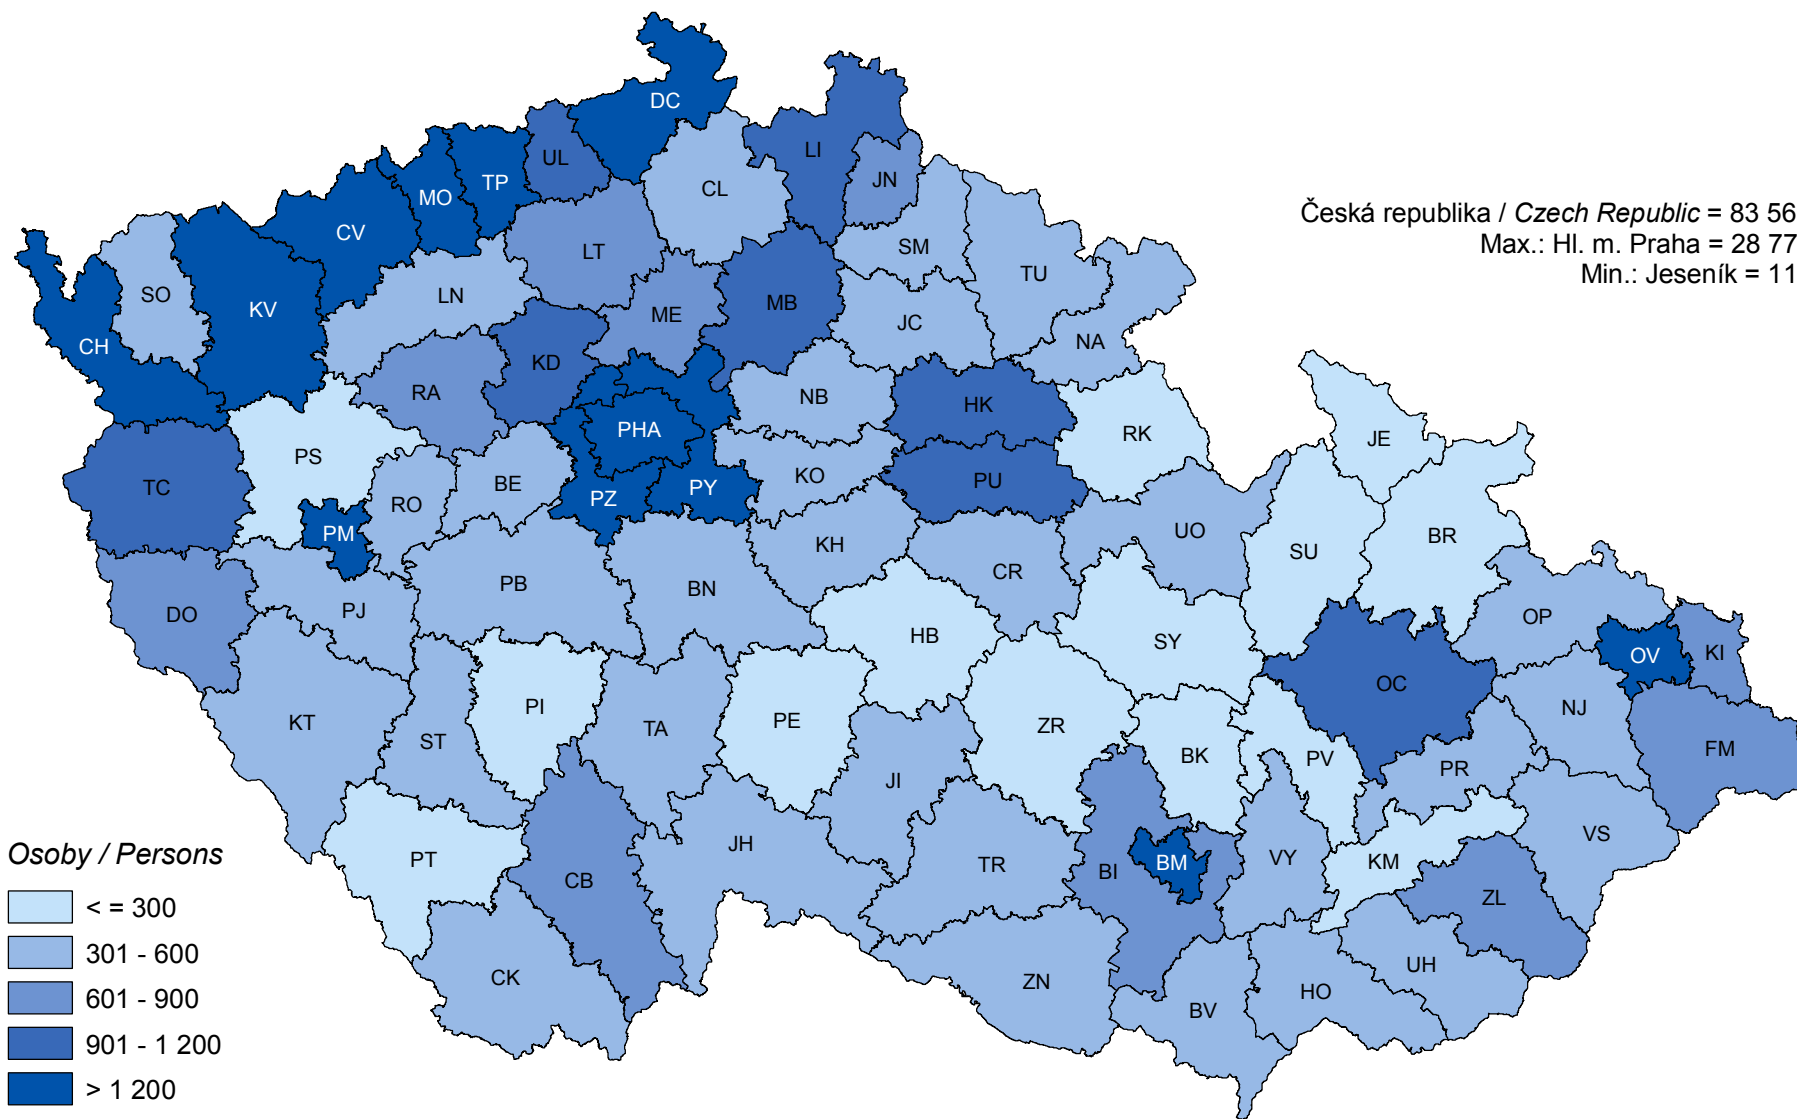 DC
LI
UL
TP
JN
CL
MO
CV
LT
SM
TU
Česká republika / Czech Republic = 83 56
Max.: Hl. m. Praha = 28 77
Min.: Jeseník = 11
SO
LN
KV
MB
ME
JC
NA
CH
KD
RA
NB
HK
PHA
RK
JE
PS
KO
PU
TC
BE
PZ
PY
RO
PM
UO
BR
KH
SU
CR
PB
BN
DO
PJ
OP
HB
SY
OV
KI
OC
PI
PE
KT
ST
TA
ZR
NJ
FM
BK
PV
PR
JI
VS
Osoby / Persons
PT
JH
TR
BM
BI
VY
KM
CB
ZL
< = 300
301 - 600
CK
ZN
UH
HO
BV
601 - 900
901 - 1 200
> 1 200